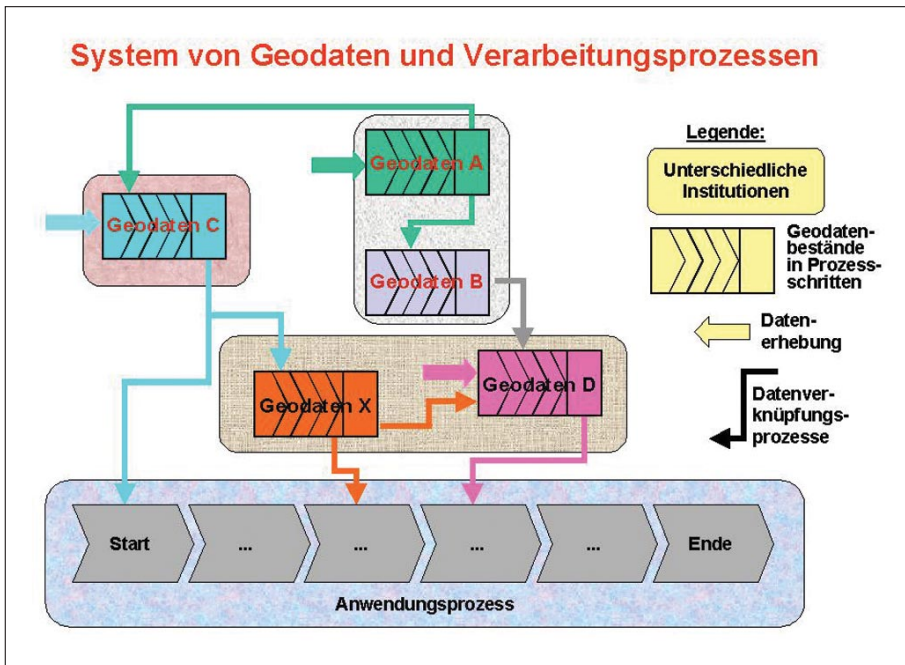 System von Geodaten und Verarbeitungsprozessen
Geodaten A
Geodaten C
Geodaten B
Geodaten X
Geodaten D
Legende:
Unterschiedliche
Institutionen
Geodaten-
bestände
in Prozess-
schritten
Daten-
erhebung
Datenver-
knüpfungs-
prozesse
Start
...
...
...
...
Ende
Anwendungsprozess